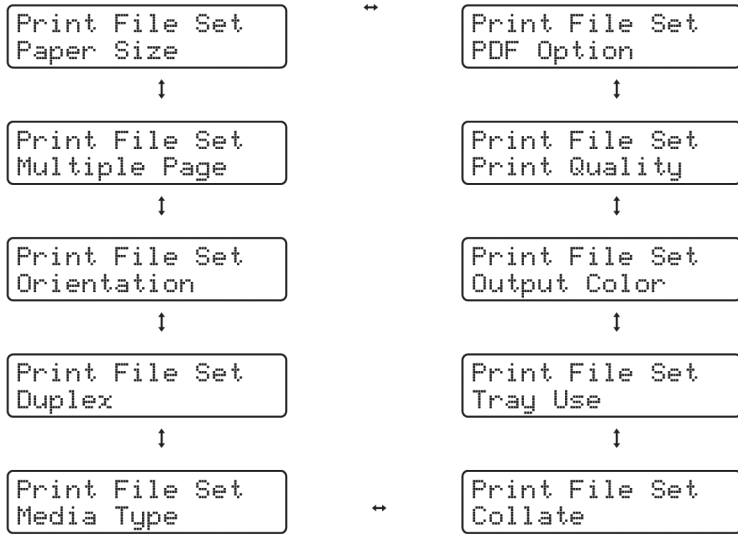 Print File Set
Paper Size
Print File Set
Multiple Page
Print File Set
Orientation
Print File Set
Duplex
Print File Set
Media Type
Print File Set
PDF Option
Print File Set
Print Quality
Print File Set
Output Color
Print File Set
Tray Use
Print File Set
Collate